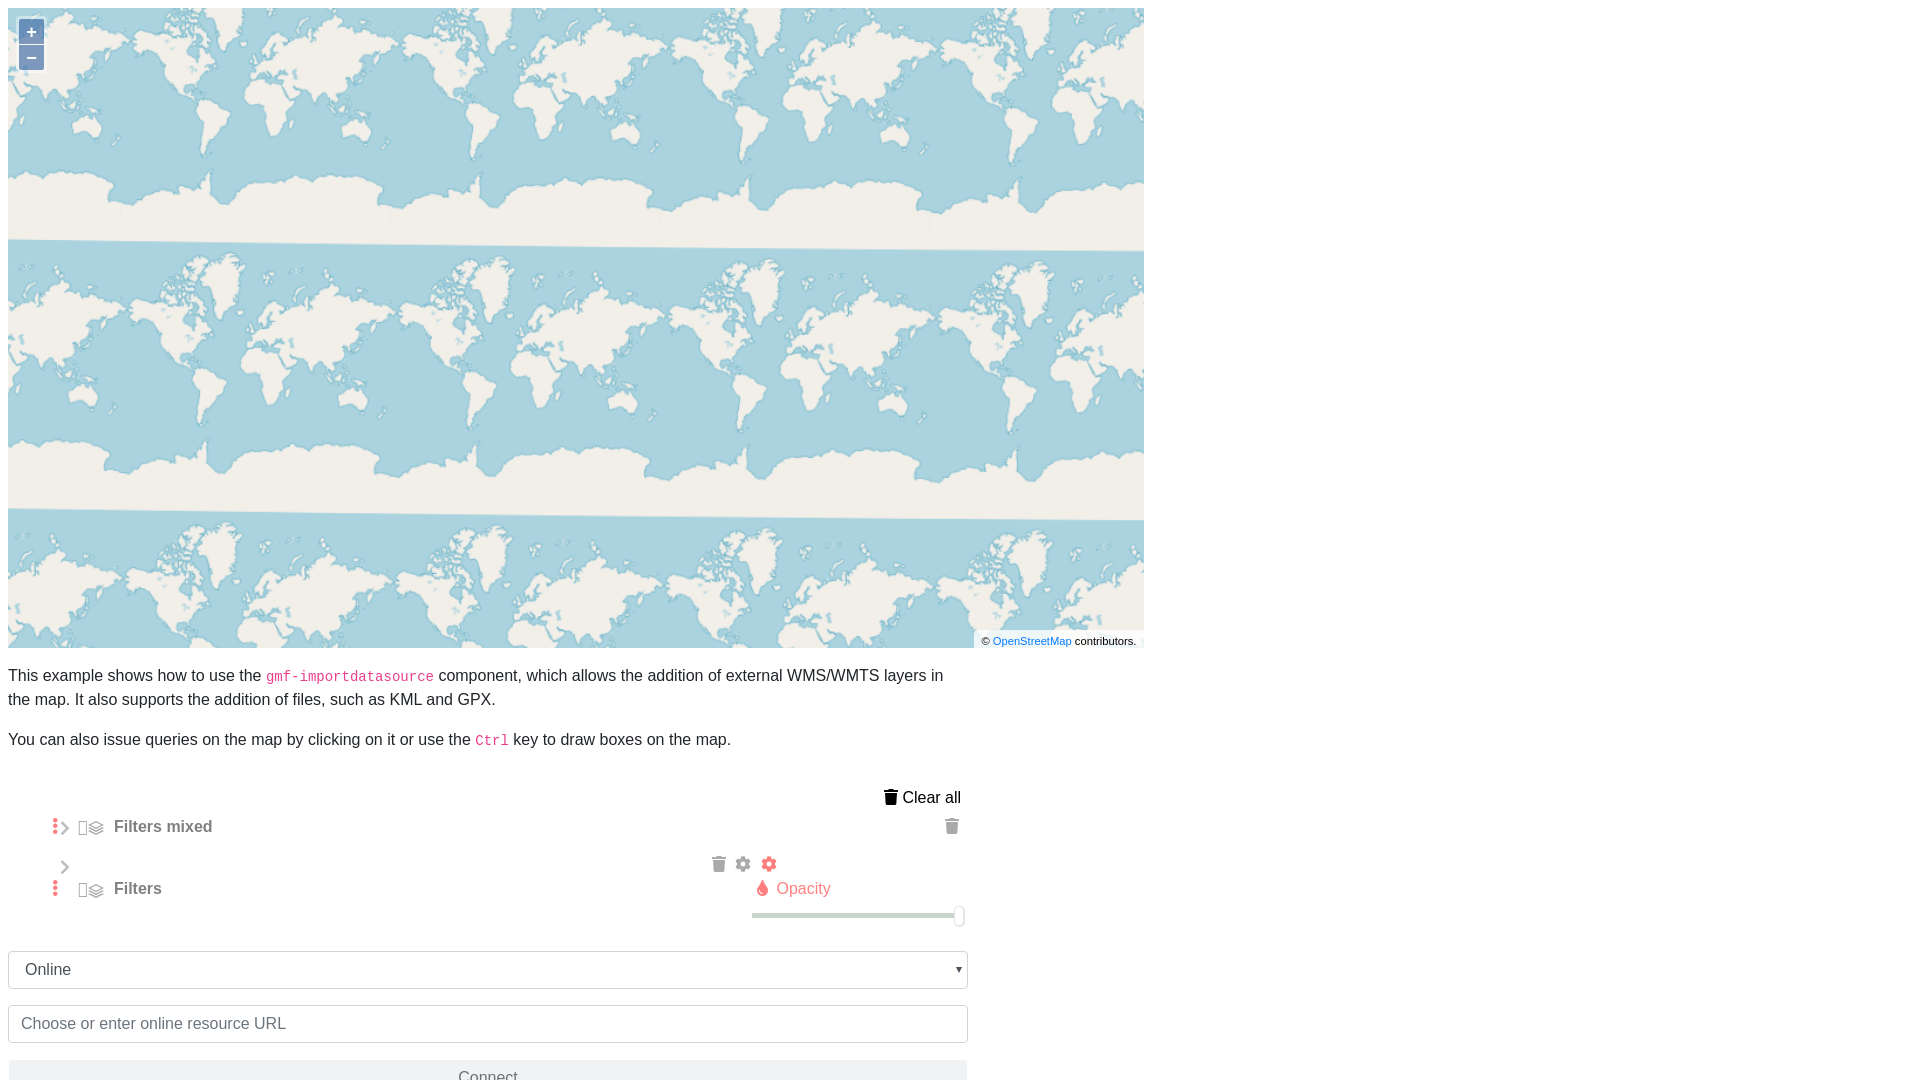 +
−
© OpenStreetMap contributors.
This example shows how to use the gmf-importdatasource component, which allows the addition of external WMS/WMTS layers in
the map. It also supports the addition of files, such as KML and GPX.
You can also issue queries on the map by clicking on it or use the Ctrl key to draw boxes on the map.
Clear all
Filters mixed
Filters
Opacity
Online
Choose or enter online resource URL
Connect